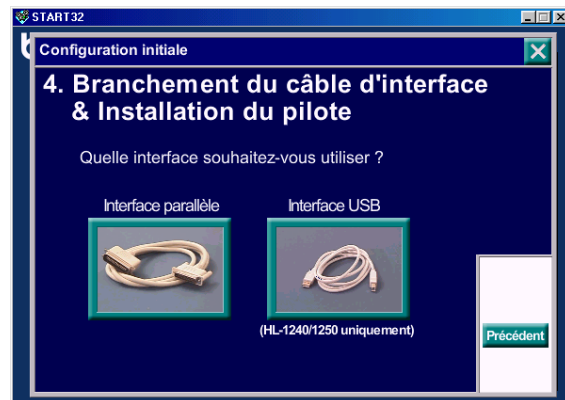 START32
Configuration initiale
4. Branchement du câble d'interface
& Installation du pilote
Quelle interface souhaitez-vous utiliser ?
Interface parallèle
Interface USB
(HL-1240/1250 uniquement)
Précédent